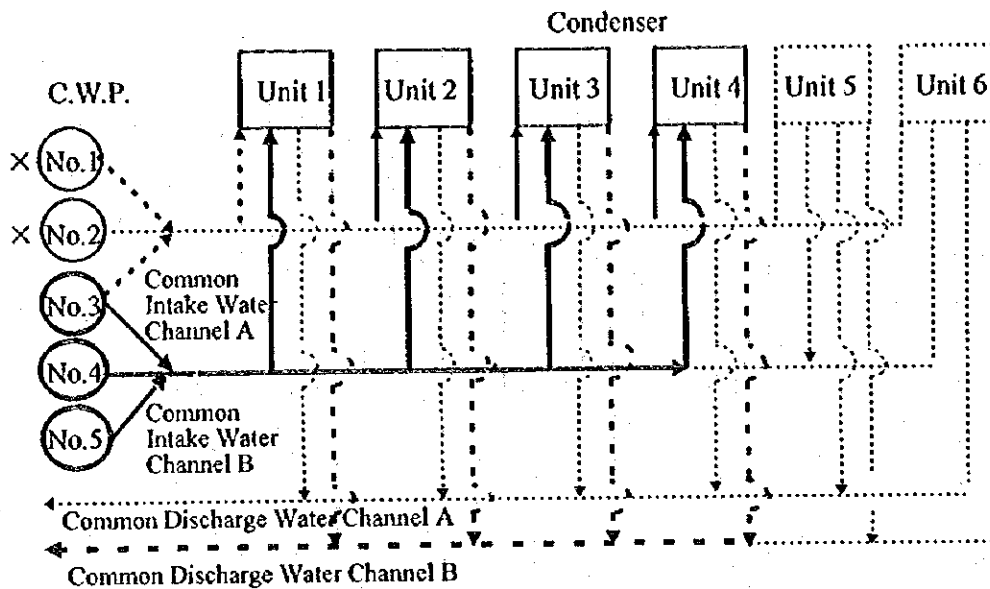 Condenser
C.W.P.
Unit 1
Unit 2
Unit 3
Unit 4
Unit 5
Unit 6
× No.1
× No.2
No.3
No.4
No.5
Common
Intake Water
Channel A
Common
Intake Water
Channel B
Common Discharge Water Channel A
Common Discharge Water Channel B